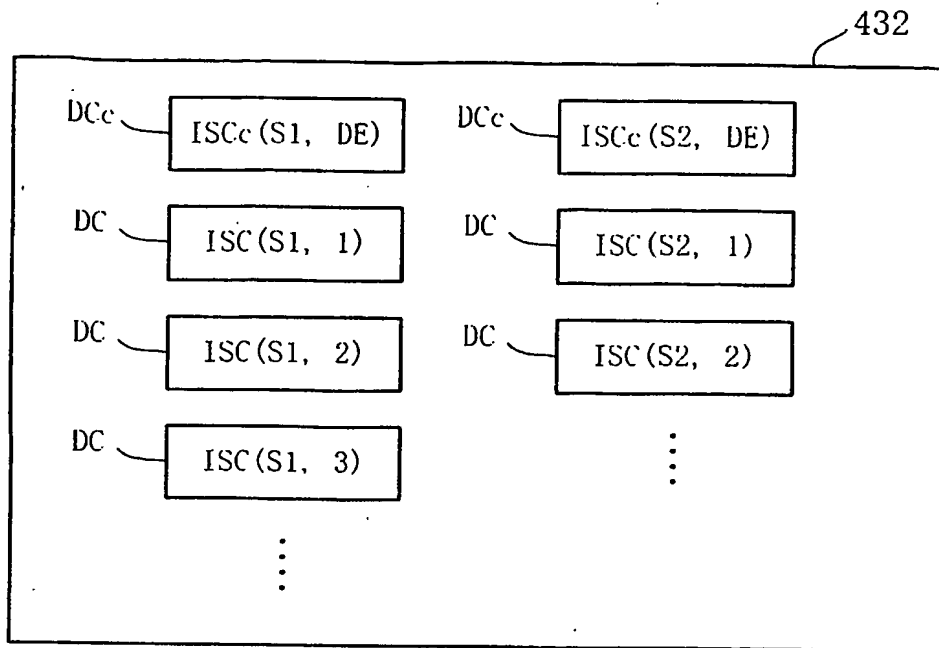 432
DCc ISCc(S1, DE) DCc ISCc(S2, DE)
DC ISC(S1, 1) DC ISC(S2, 1)
DC ISC(S1, 2) DC ISC(S2, 2)
DC ISC(S1, 3)